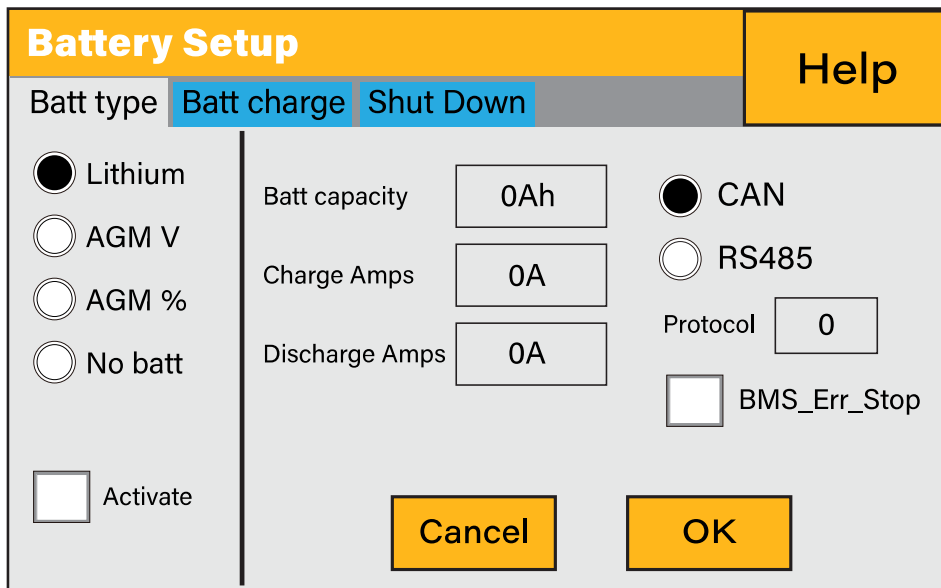 Battery Setup
Help
Batt type Batt charge Shut Down
Lithium
AGM V
AGM %
No batt
Activate
Batt capacity 0Ah
Charge Amps 0A
Discharge Amps 0A
CAN
RS485
Protocol 0
BMS_Err_Stop
Cancel OK